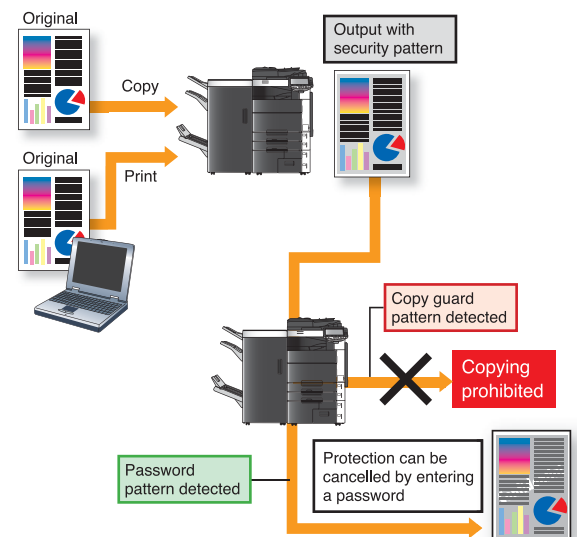 Original
Copy
Output with
security pattern
Original
Print
Copy guard
pattern detected
Copying
prohibited
Password
pattern detected
Protection can be
cancelled by entering
a password